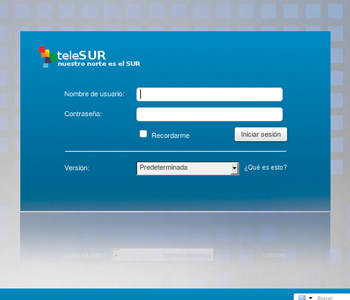 teleSUR
nuestro norte es el SUR
Nombre de usuario:
Contraseña:
Recordarme
Iniciar sesión
Versión:
Predeterminada
¿Qué es esto?
Buscar